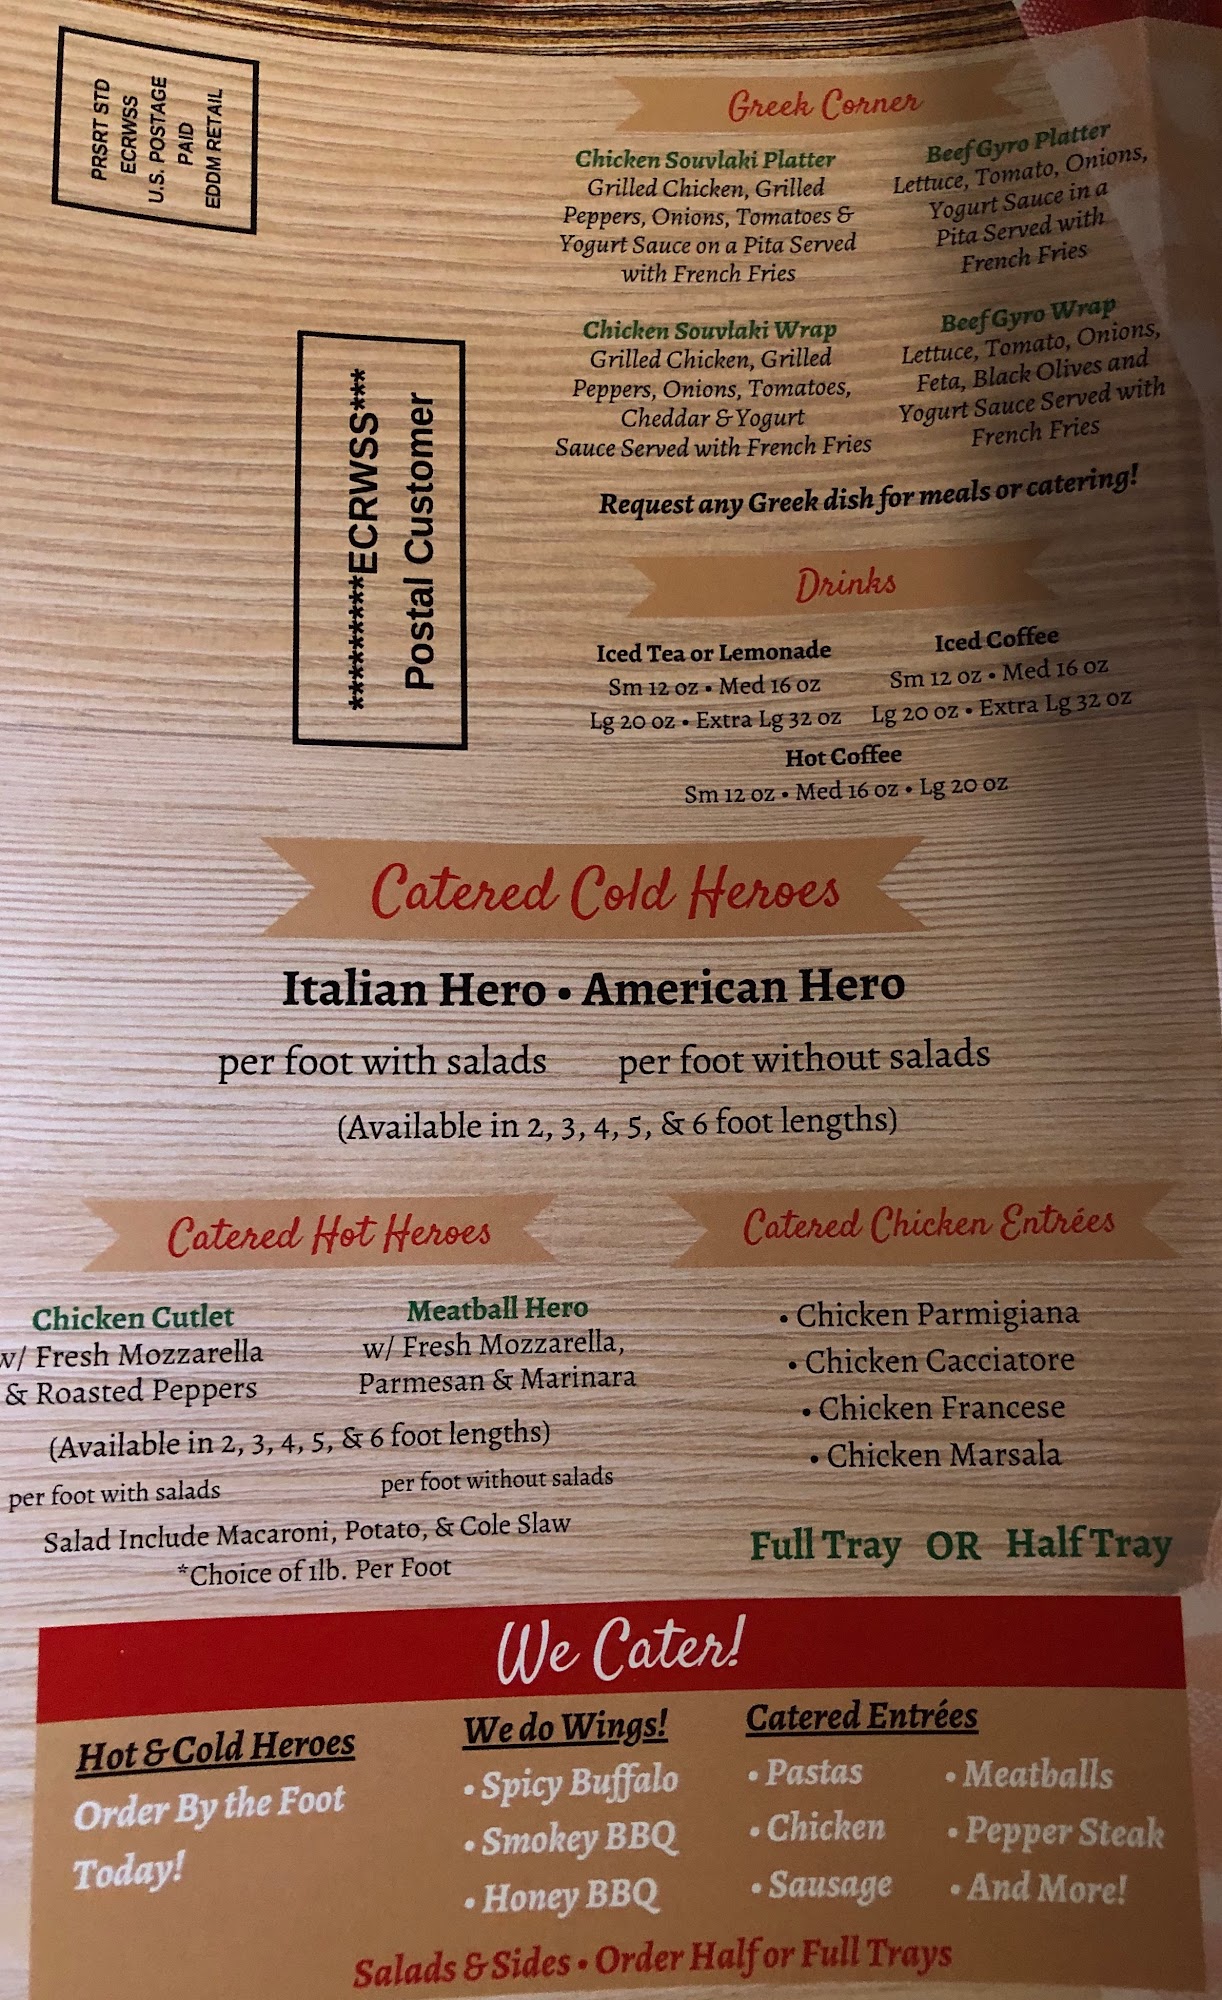 PRSRT STD
ECRWSS
U.S. POSTAGE
PAID
EDDM RETAIL
*********ECRWSS***
Postal Customer
Greek Corner
Chicken Souvlaki Platter
Grilled Chicken, Grilled
Peppers, Onions, Tomatoes &
Yogurt Sauce on a Pita Served
with French Fries
Beef Gyro Platter
Lettuce, Tomato, Onions,
Yogurt Sauce in a
Pita Served with
French Fries
Chicken Souvlaki Wrap
Grilled Chicken, Grilled
Peppers, Onions, Tomatoes,
Cheddar & Yogurt
Sauce Served with French Fries
Beef Gyro Wrap
Lettuce, Tomato, Onions,
Feta, Black Olives and
Yogurt Sauce Served with
French Fries
Request any Greek dish for meals or catering!
Drinks
Iced Tea or Lemonade
Sm 12 oz • Med 16 oz
Lg 20 oz • Extra Lg 32 oz
Iced Coffee
Sm 12 oz • Med 16 oz
Lg 20 oz • Extra Lg 32 oz
Hot Coffee
Sm 12 oz • Med 16 oz • Lg 20 oz
Catered Cold Heroes
Italian Hero • American Hero
per foot with salads per foot without salads
(Available in 2, 3, 4, 5, & 6 foot lengths)
Catered Hot Heroes
Chicken Cutlet
w/ Fresh Mozzarella
& Roasted Peppers
Meatball Hero
w/ Fresh Mozzarella,
Parmesan & Marinara
(Available in 2, 3, 4, 5, & 6 foot lengths)
per foot with salads per foot without salads
Salad Include Macaroni, Potato, & Cole Slaw
*Choice of 1lb. Per Foot
Catered Chicken Entrées
• Chicken Parmigiana
• Chicken Cacciatore
• Chicken Francese
• Chicken Marsala
Full Tray OR Half Tray
We Cater!
Hot & Cold Heroes
Order By the Foot
Today!
We do Wings!
• Spicy Buffalo
• Smokey BBQ
• Honey BBQ
Catered Entrées
• Pastas
• Chicken
• Sausage
• Meatballs
• Pepper Steak
• And More!
Salads & Sides • Order Half or Full Trays